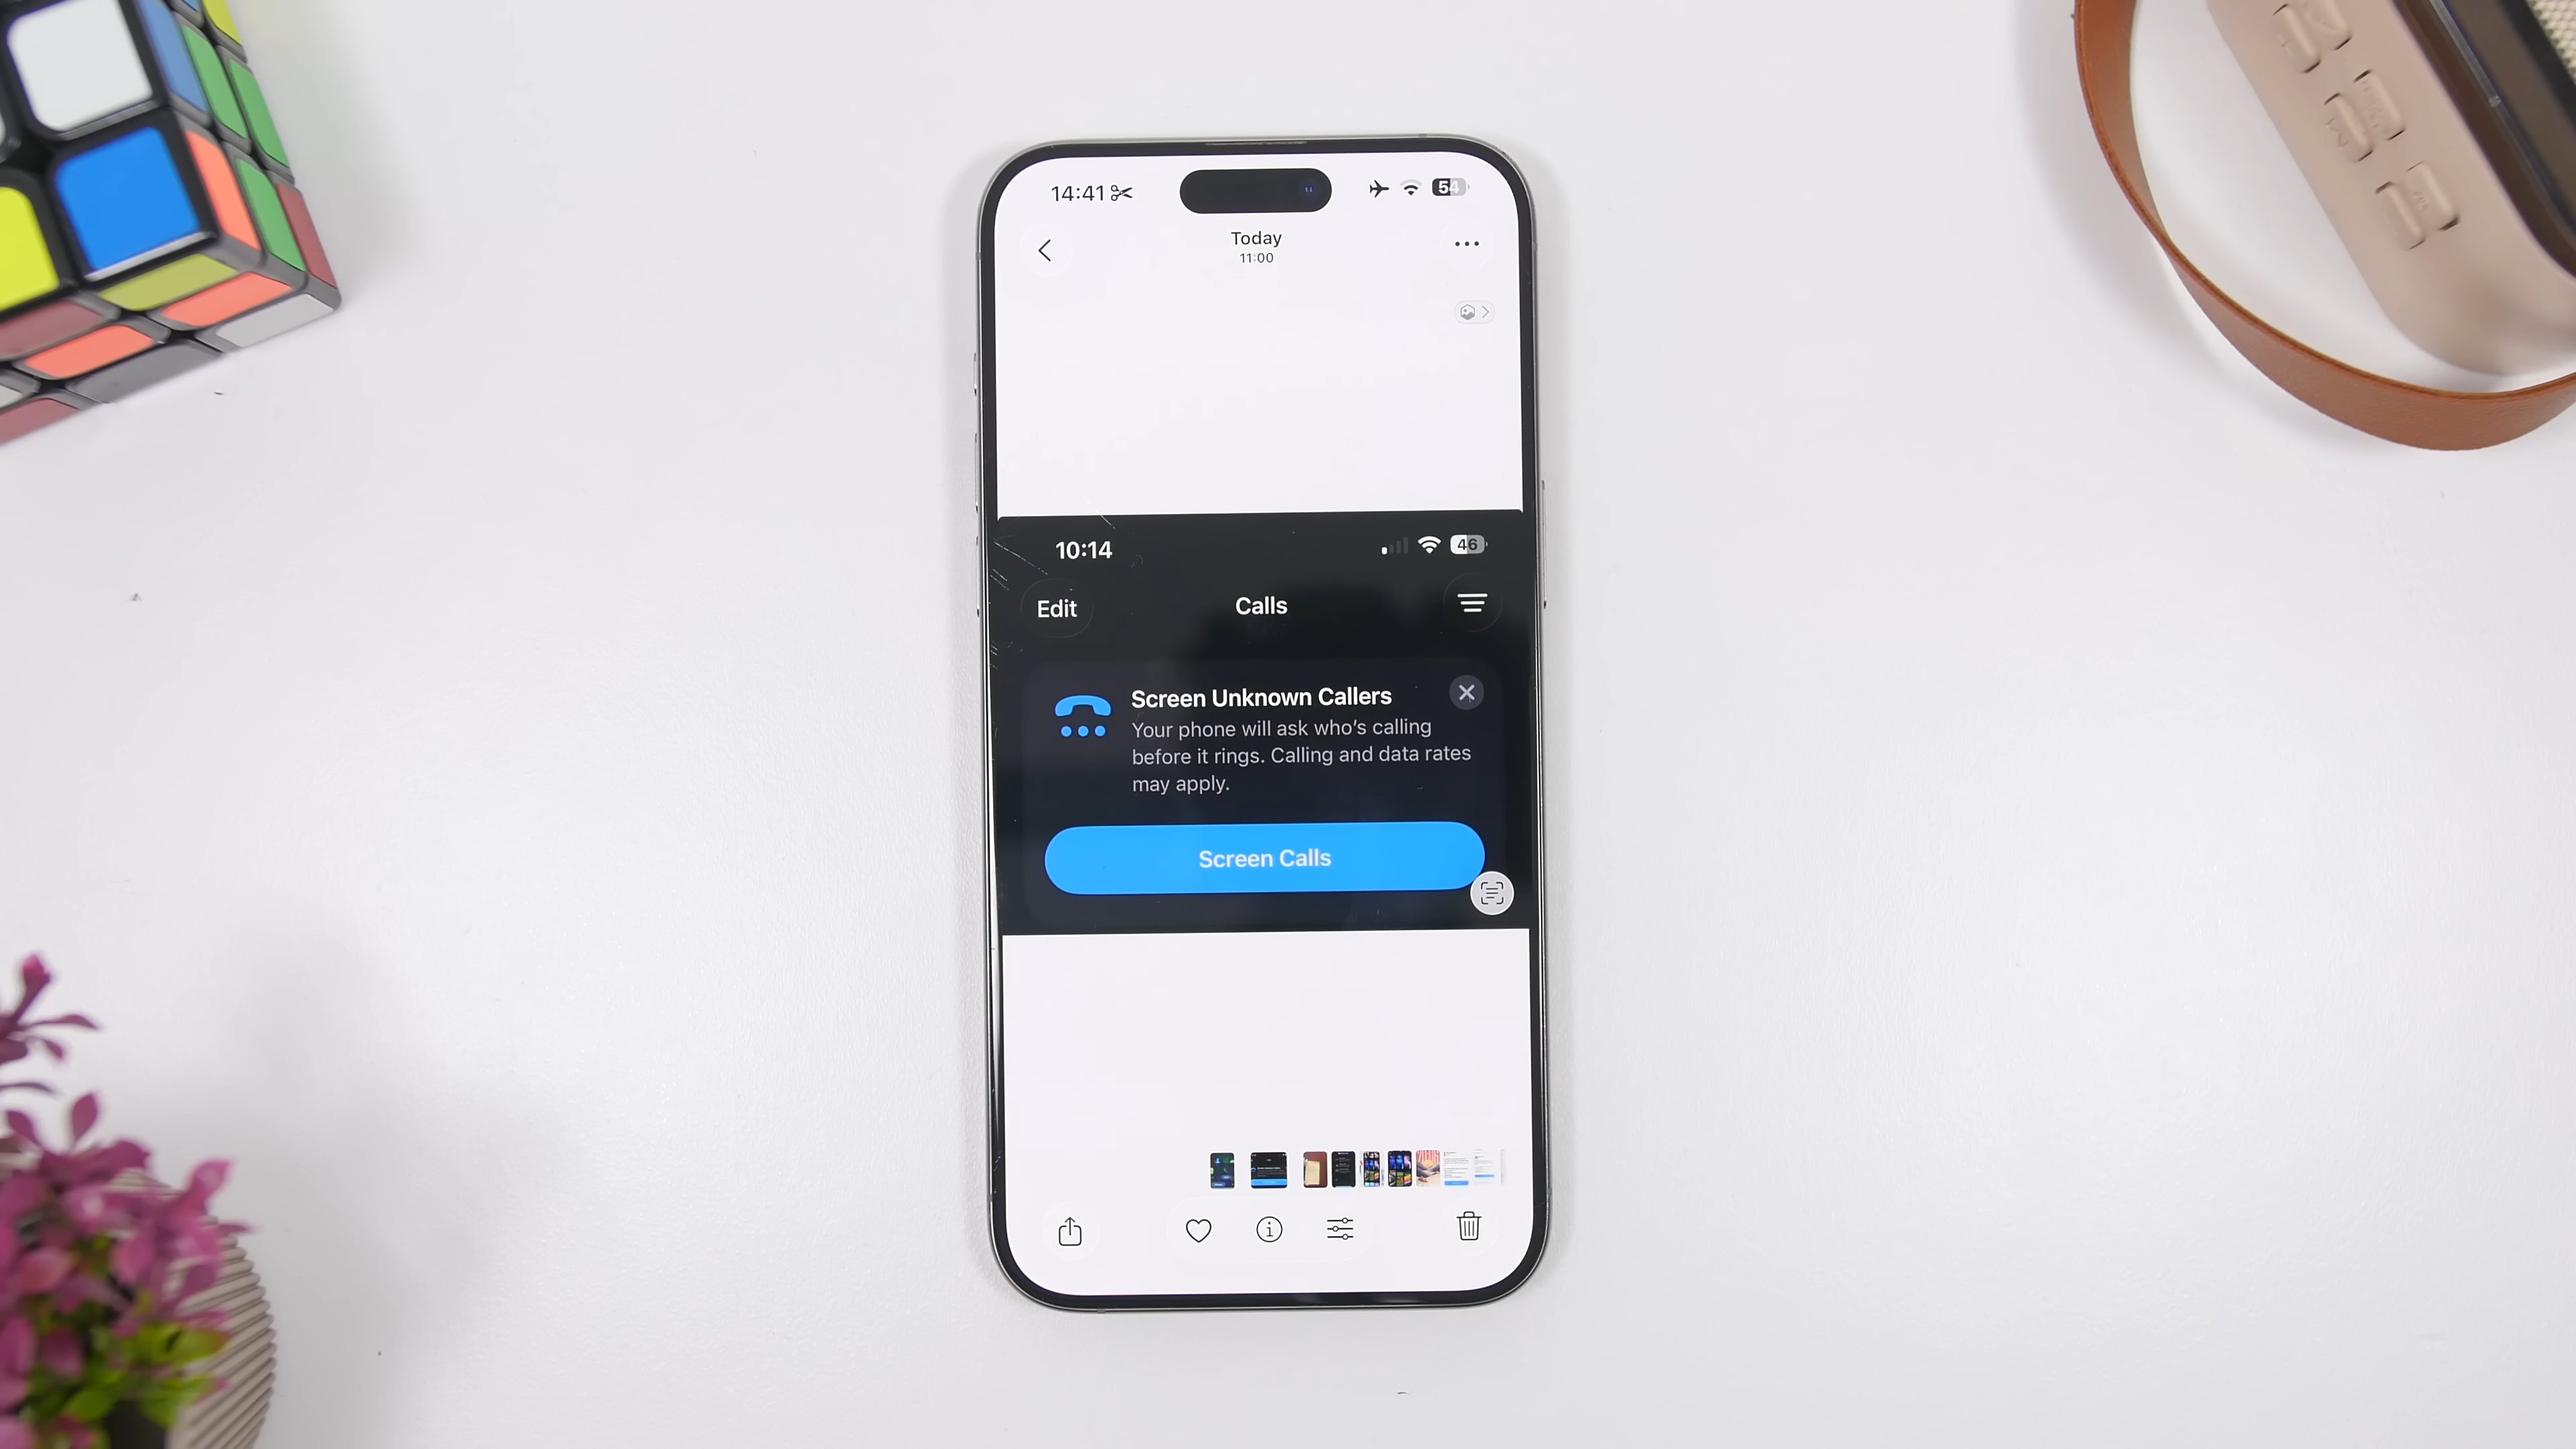 14:41
54
Today
11:00
10:14
46
Edit
Calls
Screen Unknown Callers
Your phone will ask who's calling
before it rings. Calling and data rates
may apply.
Screen Calls